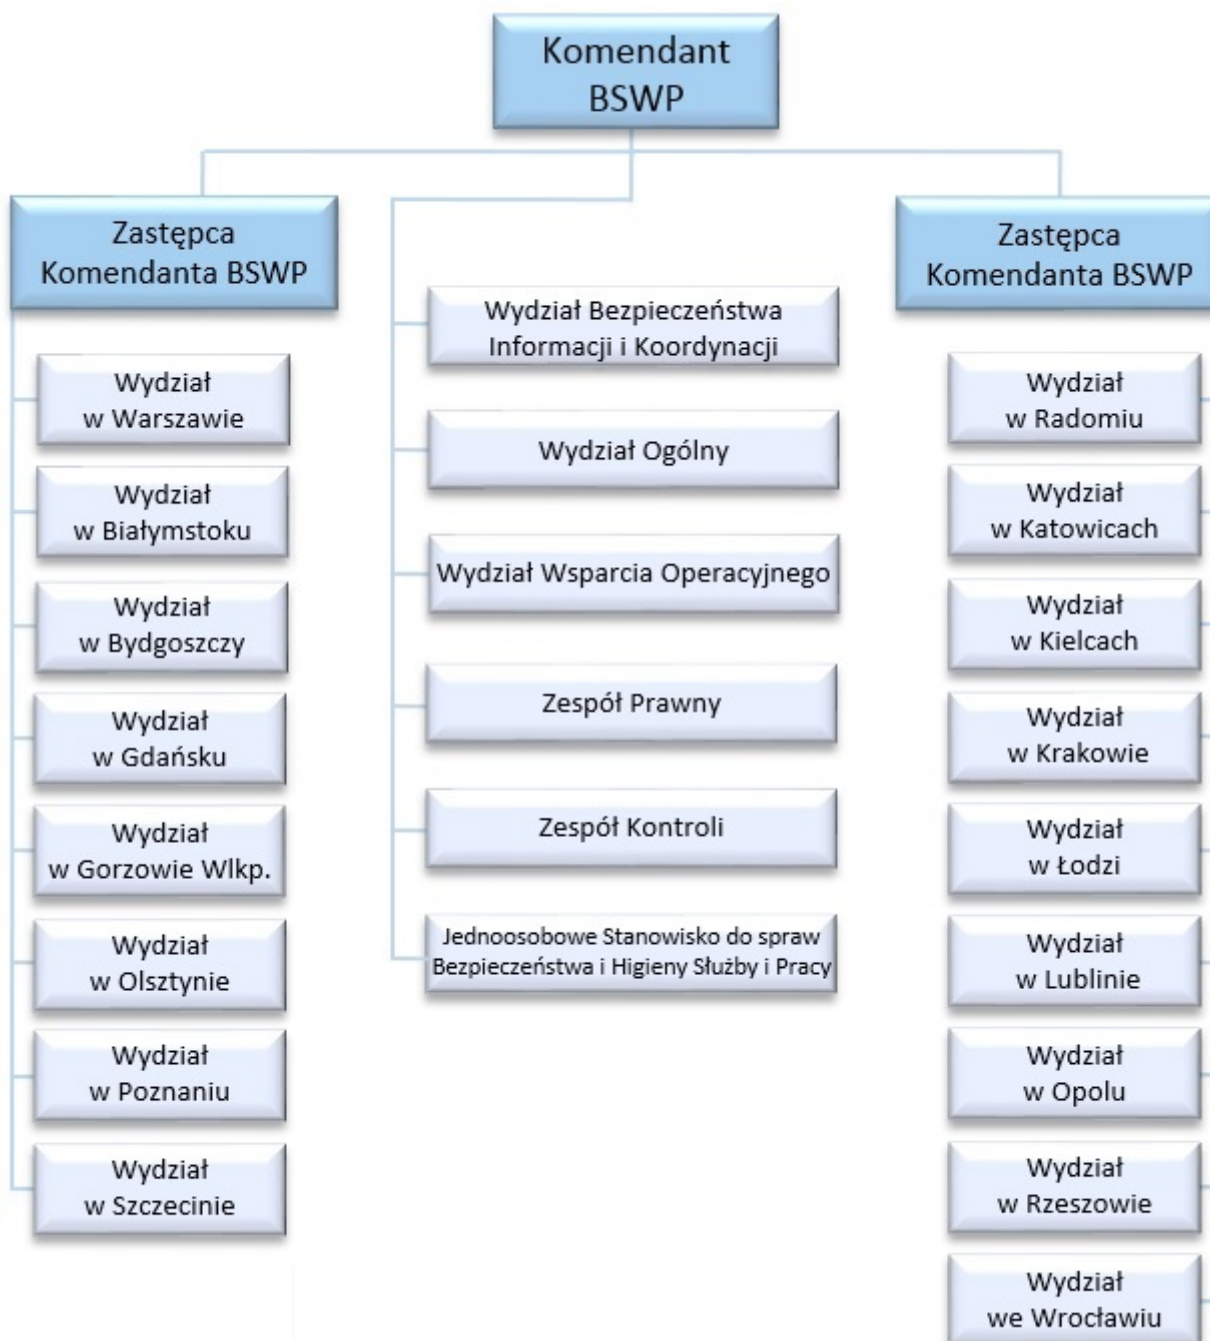 Komendant
BSWP
Zastępca
Komendanta BSWP
Wydział
w Warszawie
Wydział
w Białymstoku
Wydział
w Bydgoszczy
Wydział
w Gdańsku
Wydział
w Gorzowie Wlkp.
Wydział
w Olsztynie
Wydział
w Poznaniu
Wydział
w Szczecinie
Wydział Bezpieczeństwa
Informacji i Koordynacji
Wydział Ogólny
Wydział Wsparcia Operacyjnego
Zespół Prawny
Zespół Kontroli
Jednoosobowe Stanowisko do spraw
Bezpieczeństwa i Higieny Służby i Pracy
Zastępca
Komendanta BSWP
Wydział
w Radomiu
Wydział
w Katowicach
Wydział
w Kielcach
Wydział
w Krakowie
Wydział
w Łodzi
Wydział
w Lublinie
Wydział
w Opolu
Wydział
w Rzeszowie
Wydział
we Wrocławiu